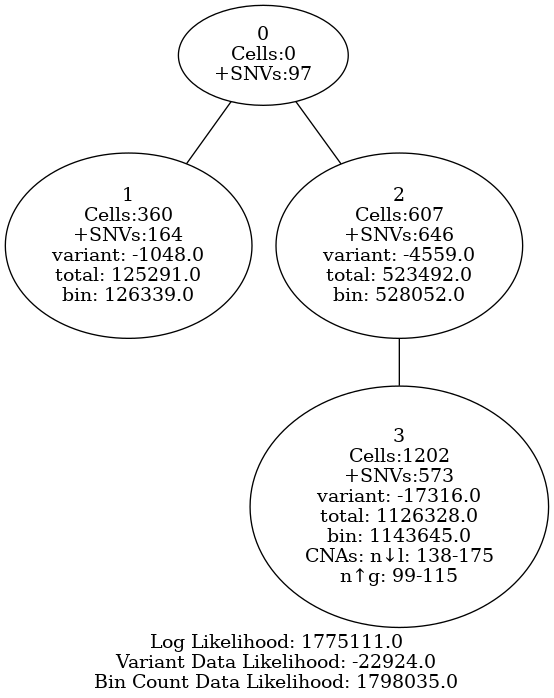 0
Cells:0
+SNVs:97
1
Cells:360
+SNVs:164
variant: -1048.0
total: 125291.0
bin: 126339.0
2
Cells:607
+SNVs:646
variant: -4559.0
total: 523492.0
bin: 528052.0
3
Cells:1202
+SNVs:573
variant: -17316.0
total: 1126328.0
bin: 1143645.0
CNAs: n↓l: 138-175
n↑g: 99-115
Log Likelihood: 1775111.0
Variant Data Likelihood: -22924.0
Bin Count Data Likelihood: 1798035.0